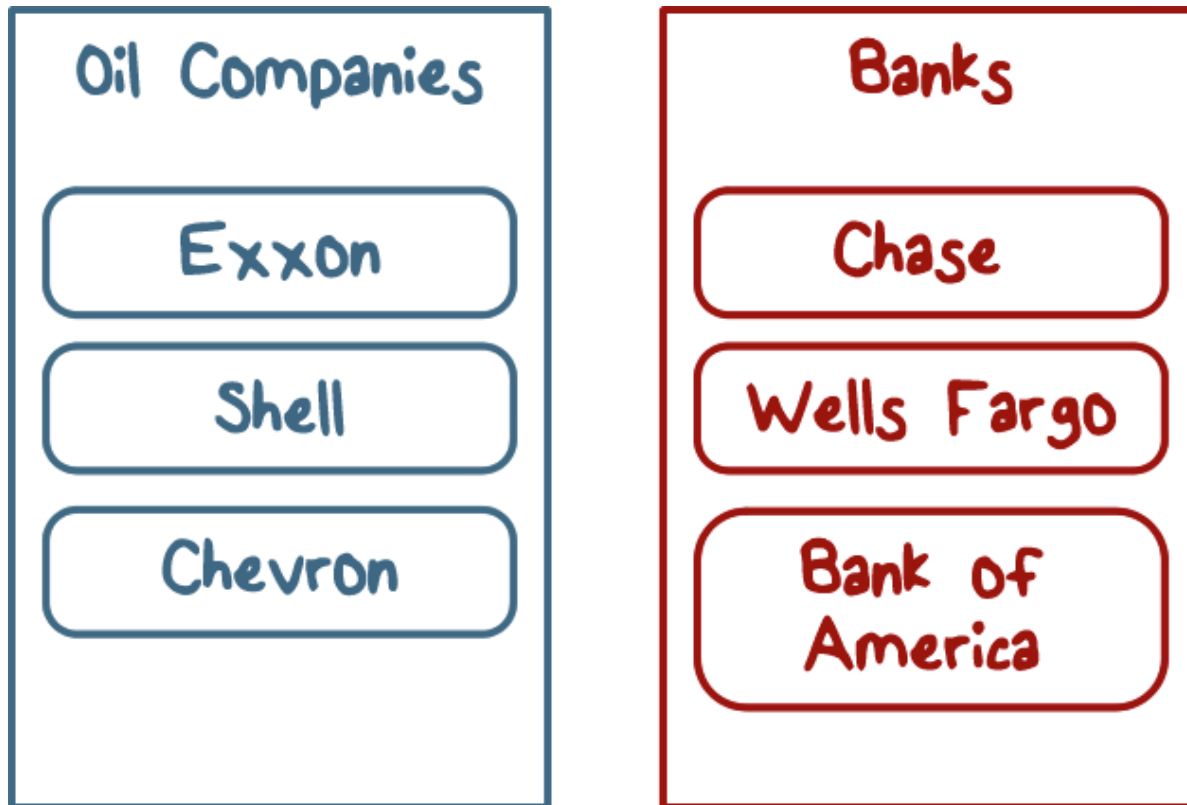 Oil Companies
Exxon
Shell
Chevron
Banks
Chase
Wells Fargo
Bank of
America